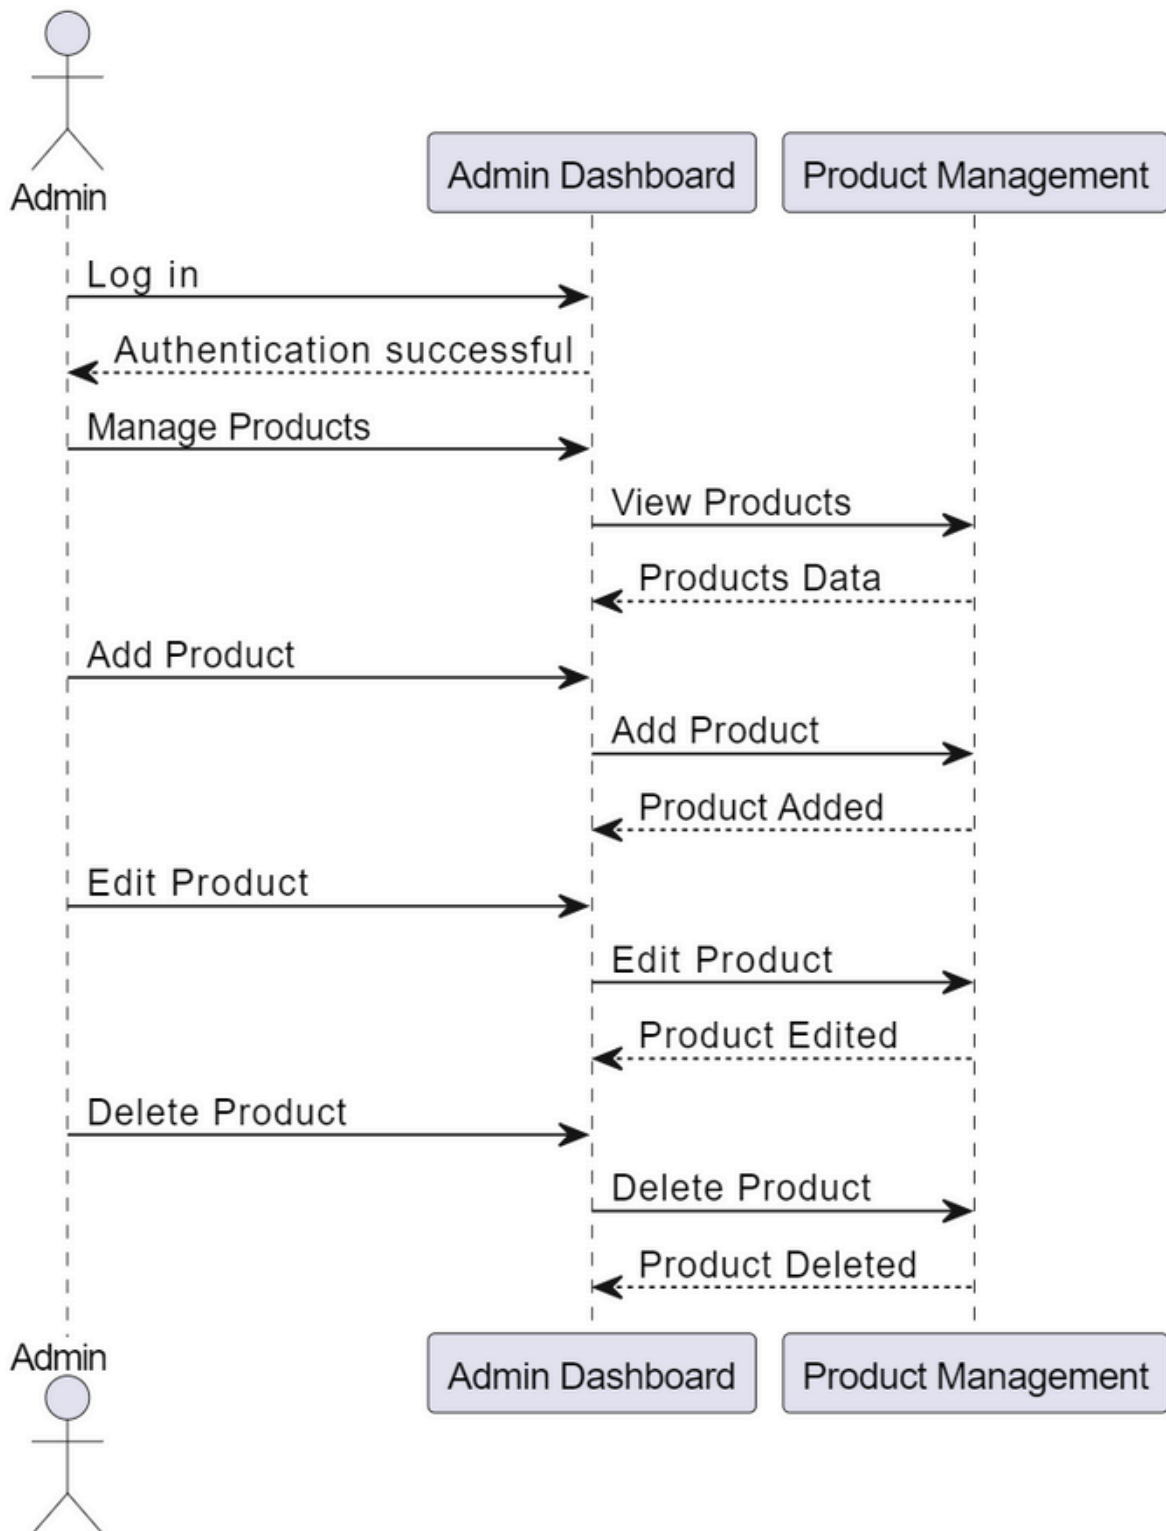 Admin
Admin Dashboard
Product Management
Log in
Authentication successful
Manage Products
View Products
Products Data
Add Product
Add Product
Product Added
Edit Product
Edit Product
Product Edited
Delete Product
Delete Product
Product Deleted
Admin
Admin Dashboard
Product Management